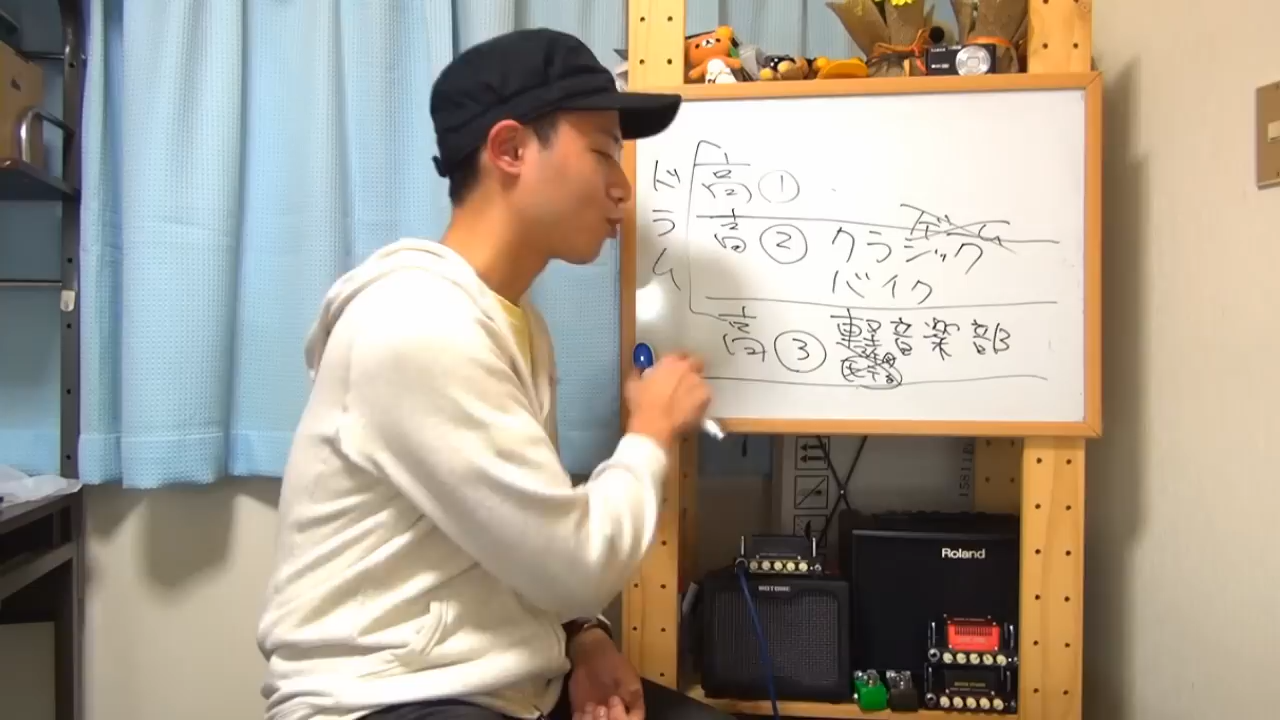 ドラム
高①
高② クラシック
バイク
高③ 軽音楽部
Roland
HOTONE